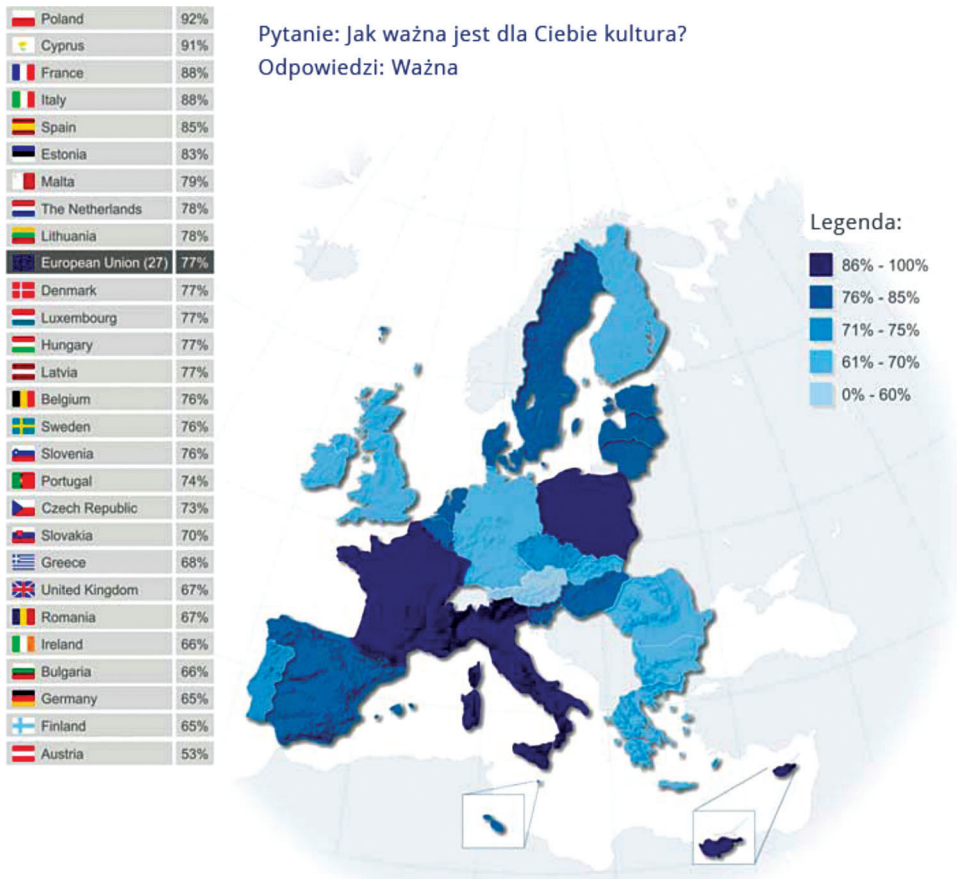 Poland 92%
Cyprus 91%
France 88%
Italy 88%
Spain 85%
Estonia 83%
Malta 79%
The Netherlands 78%
Lithuania 78%
European Union (27) 77%
Denmark 77%
Luxembourg 77%
Hungary 77%
Latvia 77%
Belgium 76%
Sweden 76%
Slovenia 76%
Portugal 74%
Czech Republic 73%
Slovakia 70%
Greece 68%
United Kingdom 67%
Romania 67%
Ireland 66%
Bulgaria 66%
Germany 65%
Finland 65%
Austria 53%
Pytanie: Jak ważna jest dla Ciebie kultura?
Odpowiedzi: Ważna
Legenda:
86% - 100%
76% - 85%
71% - 75%
61% - 70%
0% - 60%